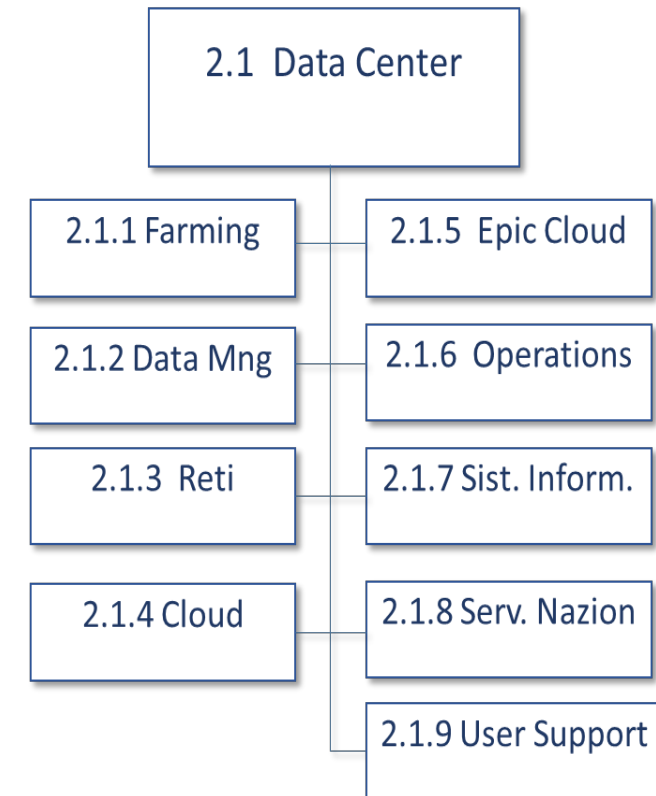 2.1 Data Center
2.1.1 Farming
2.1.2 Data Mng
2.1.3 Reti
2.1.4 Cloud
2.1.5 Epic Cloud
2.1.6 Operations
2.1.7 Sist. Inform.
2.1.8 Serv. Nazion
2.1.9 User Support